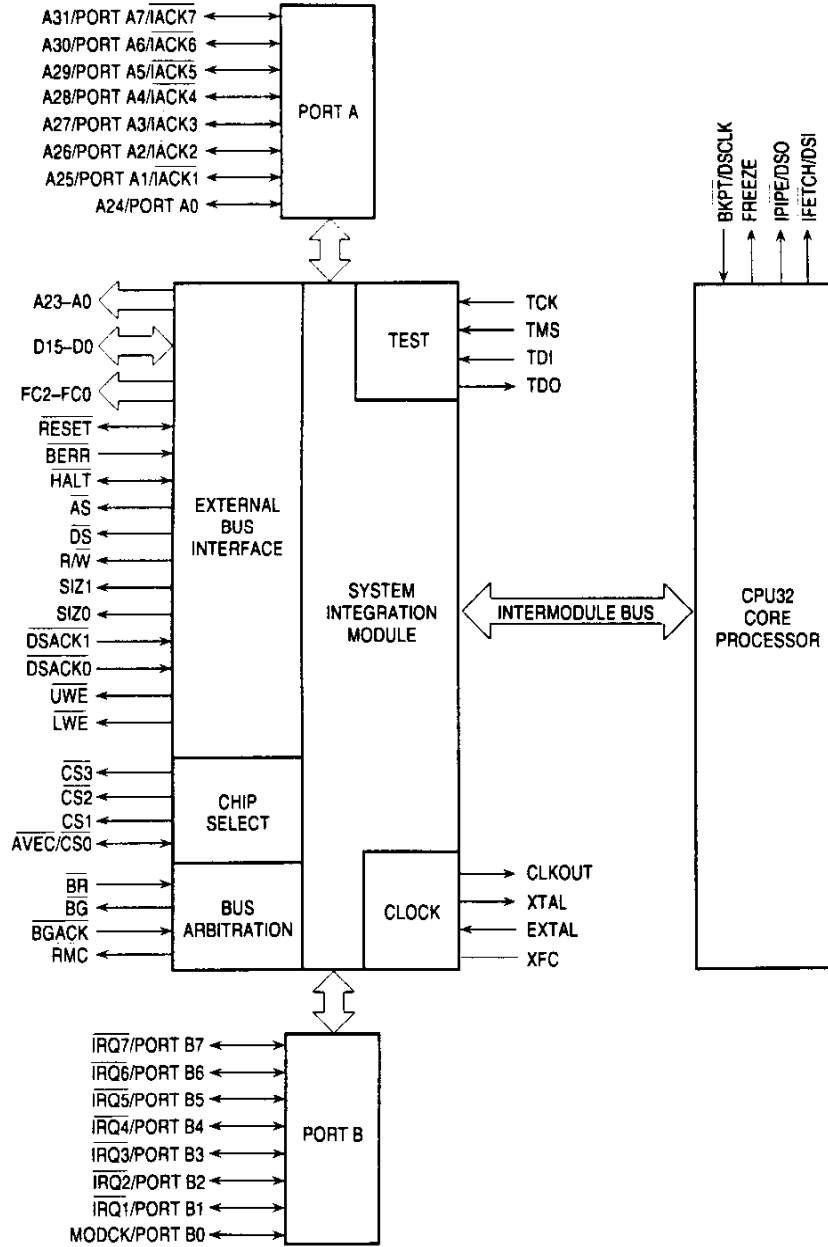 A31/PORT A7/IACK7
A30/PORT A6/IACK6
A29/PORT A5/IACK5
A28/PORT A4/IACK4
A27/PORT A3/IACK3
A26/PORT A2/IACK2
A25/PORT A1/IACK1
A24/PORT A0
PORT A
BKPT/DSCLK
FREEZE
IPIPE/DSO
IFETCH/DSI
A23–A0
D15–D0
FC2–FC0
RESET
BERR
HALT
AS
DS
R/W
SIZ1
SIZ0
DSACK1
DSACK0
UWE
LWE
EXTERNAL
BUS
INTERFACE
TEST
TCK
TMS
TDI
TDO
SYSTEM
INTEGRATION
MODULE
INTERMODULE BUS
CPU32
CORE
PROCESSOR
CS3
CS2
CS1
AVEC/CS0
CHIP
SELECT
BR
BG
BGACK
RMC
BUS
ARBITRATION
CLOCK
CLKOUT
XTAL
EXTAL
XFC
IRQ7/PORT B7
IRQ6/PORT B6
IRQ5/PORT B5
IRQ4/PORT B4
IRQ3/PORT B3
IRQ2/PORT B2
IRQ1/PORT B1
MODCK/PORT B0
PORT B